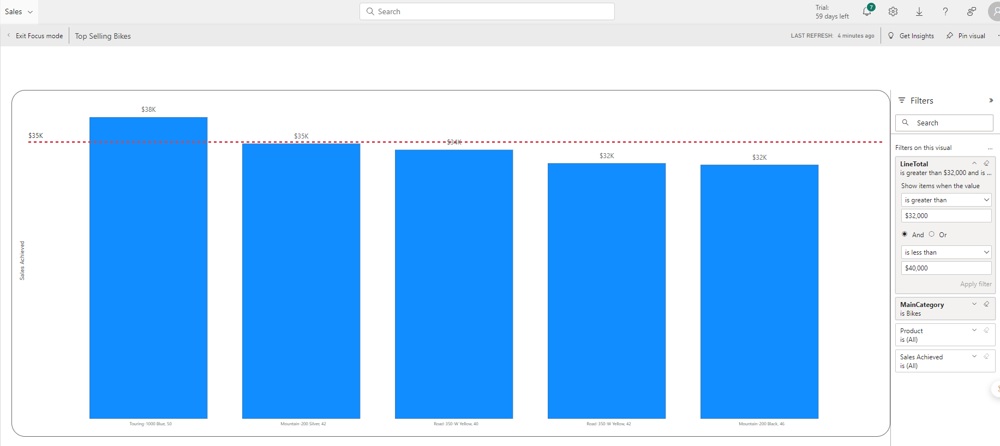 Sales
Search
Trial:
59 days left
7
Exit Focus mode
Top Selling Bikes
LAST REFRESH: 4 minutes ago
Get Insights
Pin visual
$38K
$35K
$35K
$34K
$32K
$32K
Sales Achieved
Touring-1000 Blue, 50
Mountain-200 Silver, 42
Road-350-W Yellow, 40
Road-350-W Yellow, 42
Mountain-200 Black, 46
Filters
Search
Filters on this visual
...
LineTotal
is greater than $32,000 and is ...
Show items when the value
is greater than
$32,000
And
Or
is less than
$40,000
Apply filter
MainCategory
is Bikes
Product
is (All)
Sales Achieved
is (All)